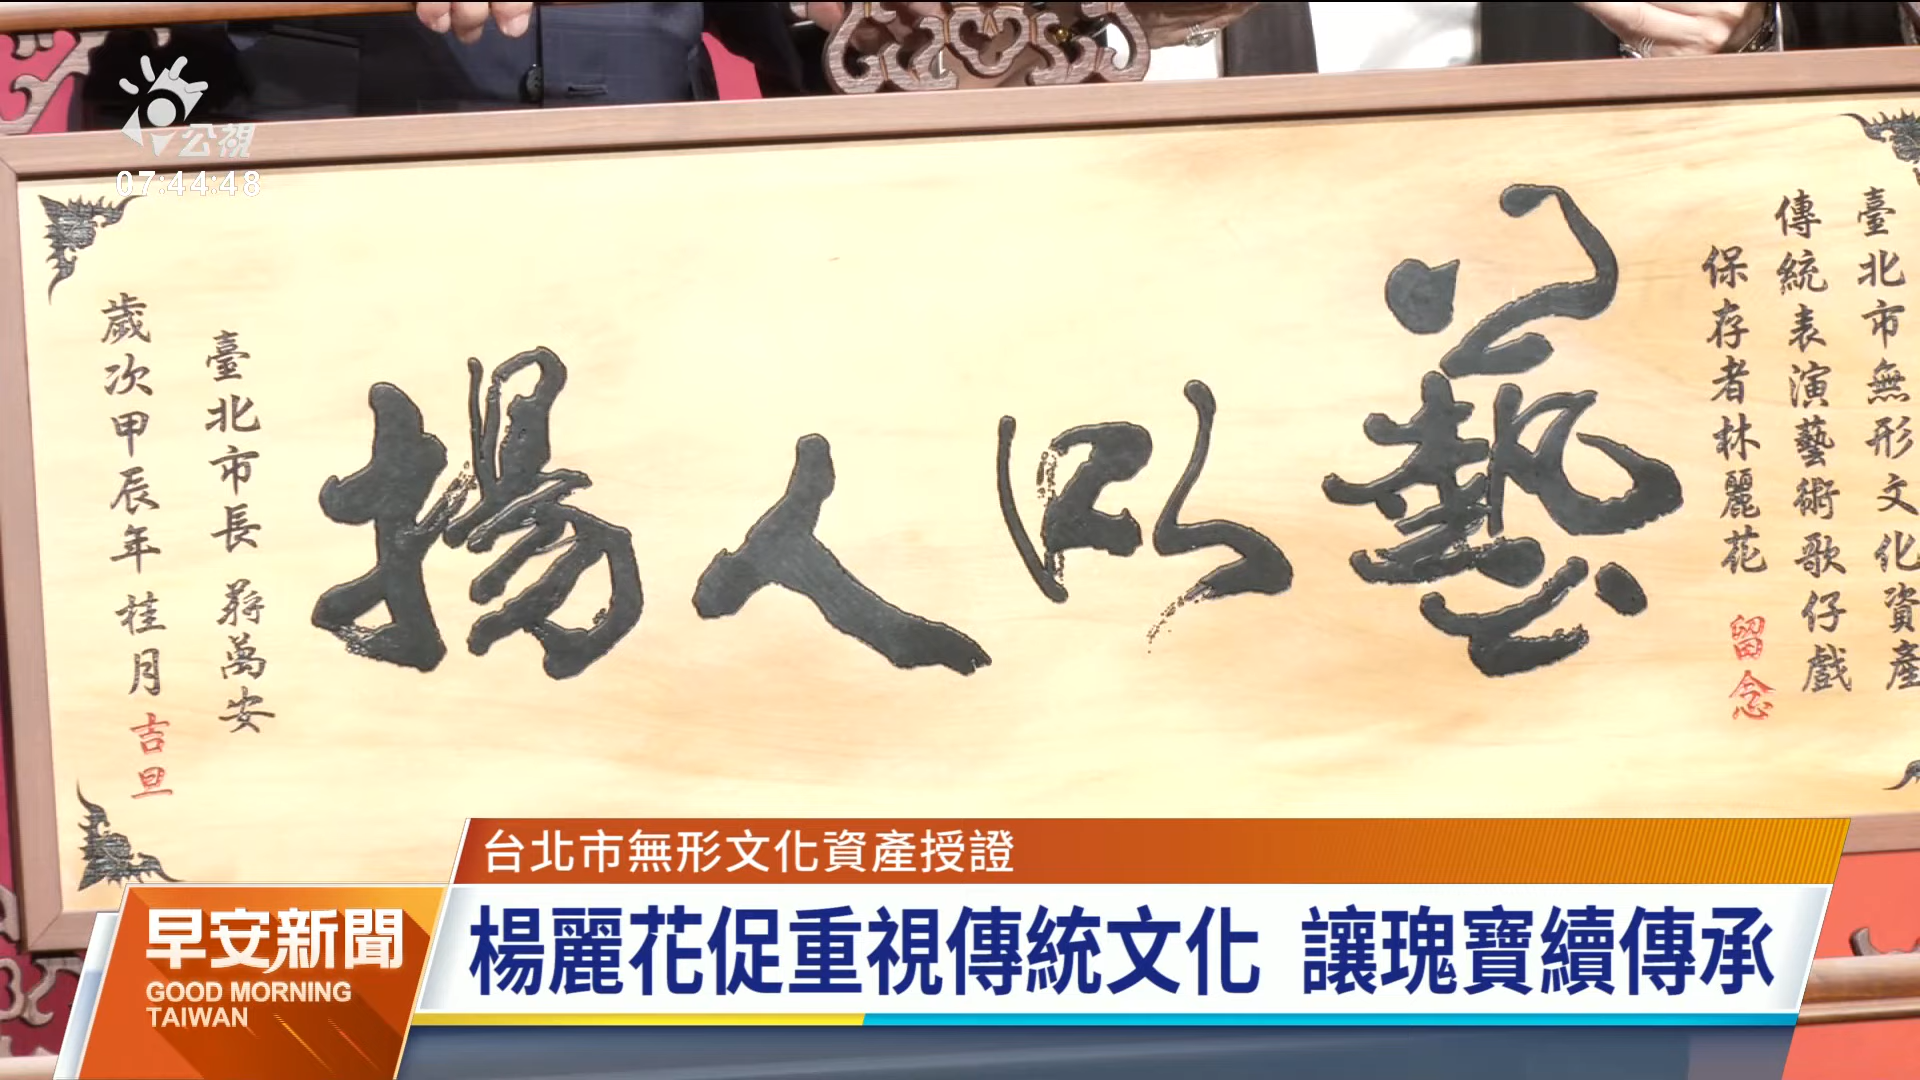 公視
07:44:48
臺北市無形文化資產
傳統表演藝術歌仔戲
保存者林麗花 留念
藝以人揚
臺北市長 蔣萬安
歲次甲辰年桂月吉旦
台北市無形文化資產授證
楊麗花促重視傳統文化 讓瑰寶續傳承
早安新聞
GOOD MORNING
TAIWAN